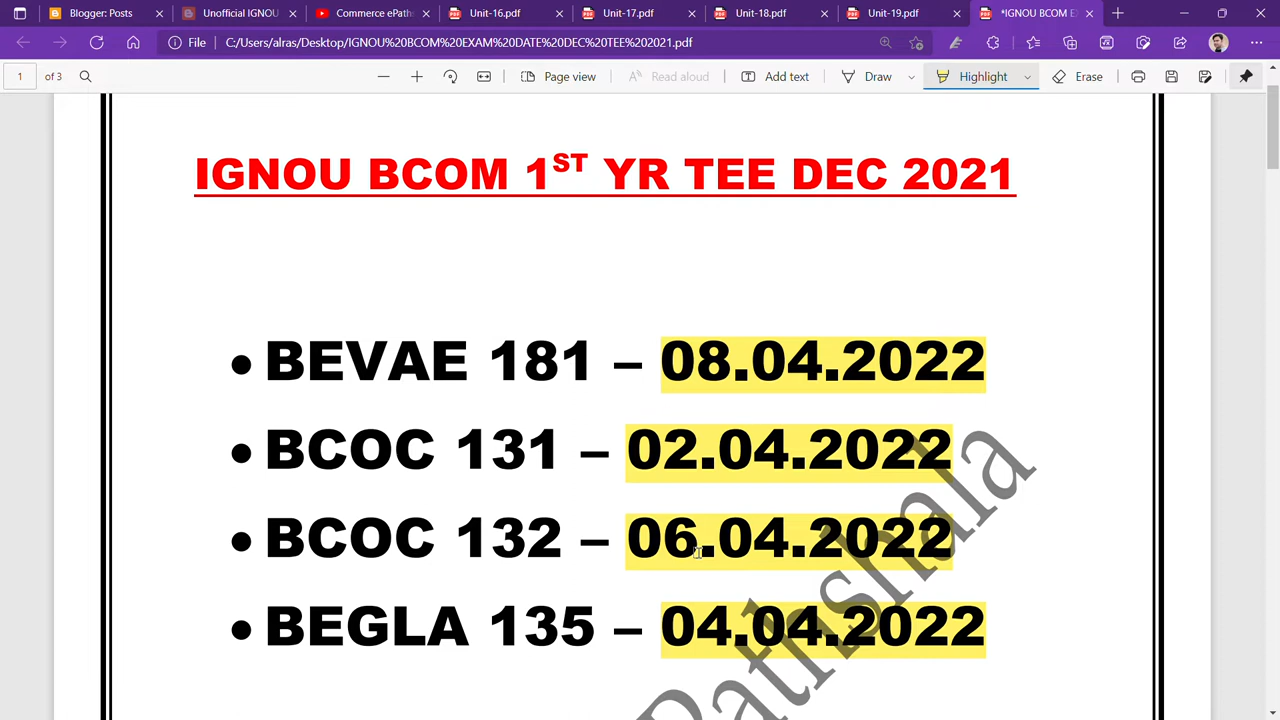 Blogger: Posts
Unofficial IGNOU
Commerce ePath
Unit-16.pdf
Unit-17.pdf
Unit-18.pdf
Unit-19.pdf
*IGNOU BCOM E
File
C:/Users/alras/Desktop/IGNOU%20BCOM%20EXAM%20DATE%20DEC%20TEE%202021.pdf
1 of 3
Page view
Read aloud
Add text
Draw
Highlight
Erase
IGNOU BCOM 1ST YR TEE DEC 2021
• BEVAE 181 – 08.04.2022
• BCOC 131 – 02.04.2022
• BCOC 132 – 06.04.2022
• BEGLA 135 – 04.04.2022
Pathshala